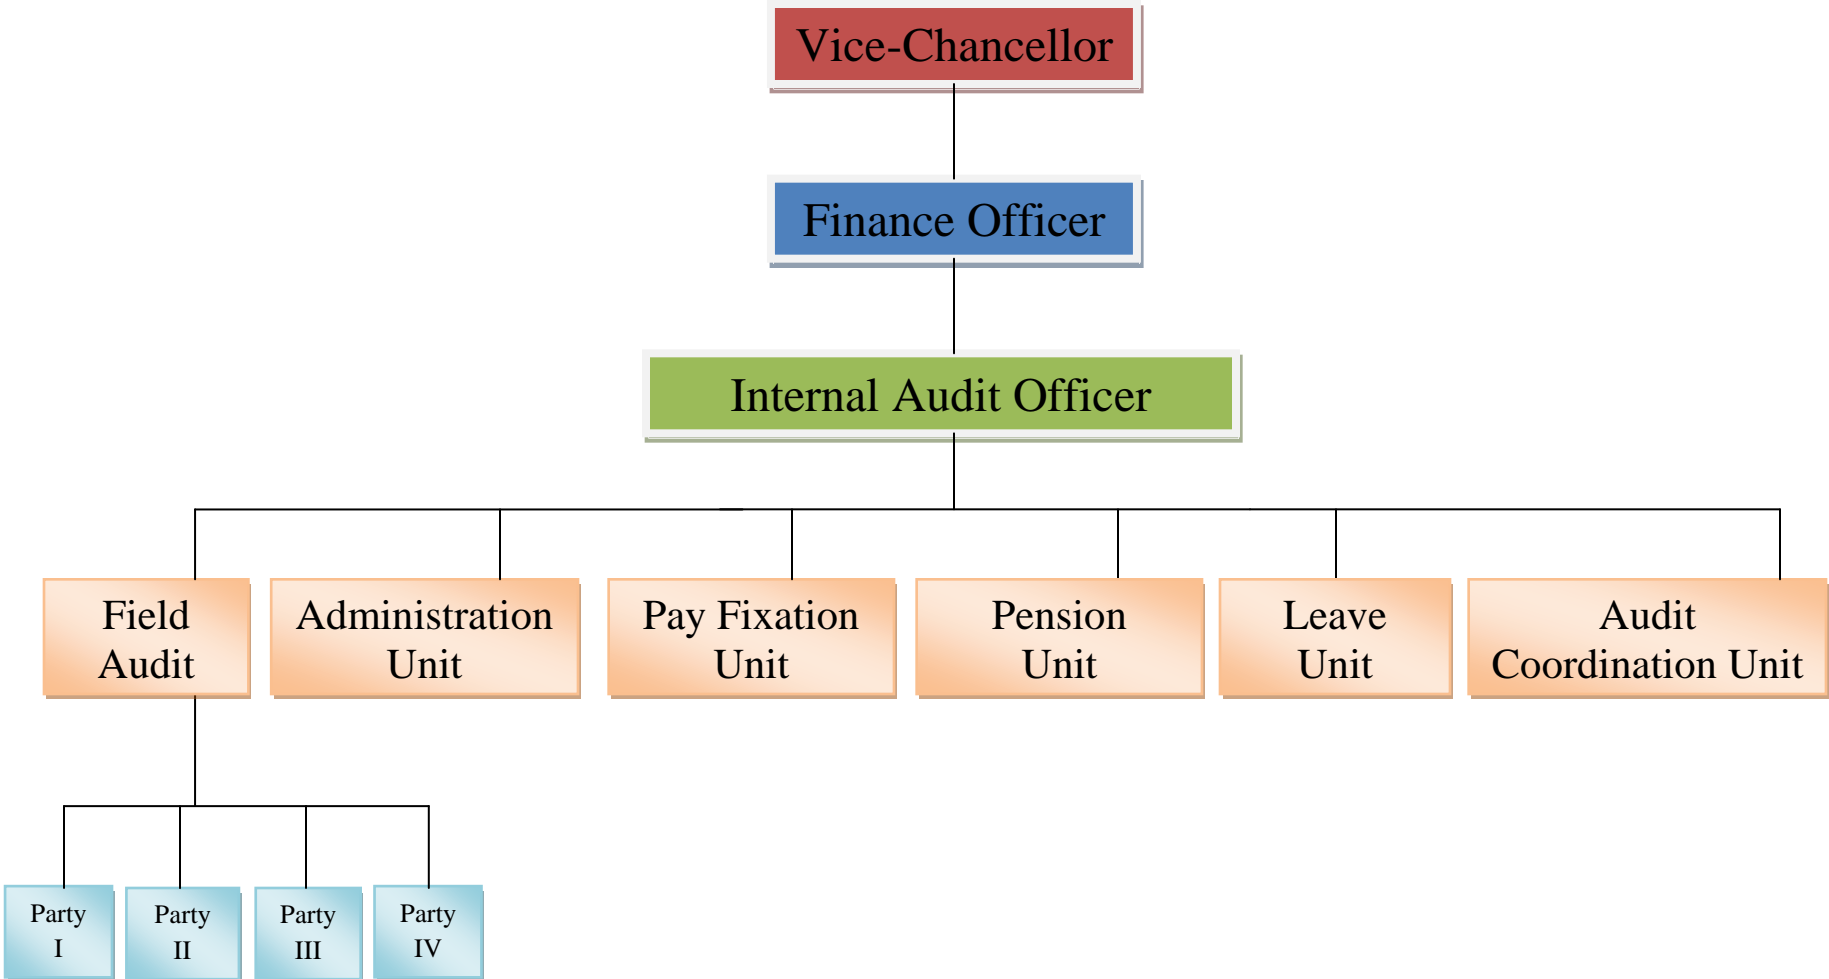 Vice-Chancellor
Finance Officer
Internal Audit Officer
Field
Audit
Administration
Unit
Pay Fixation
Unit
Pension
Unit
Leave
Unit
Audit
Coordination Unit
Party
I
Party
II
Party
III
Party
IV